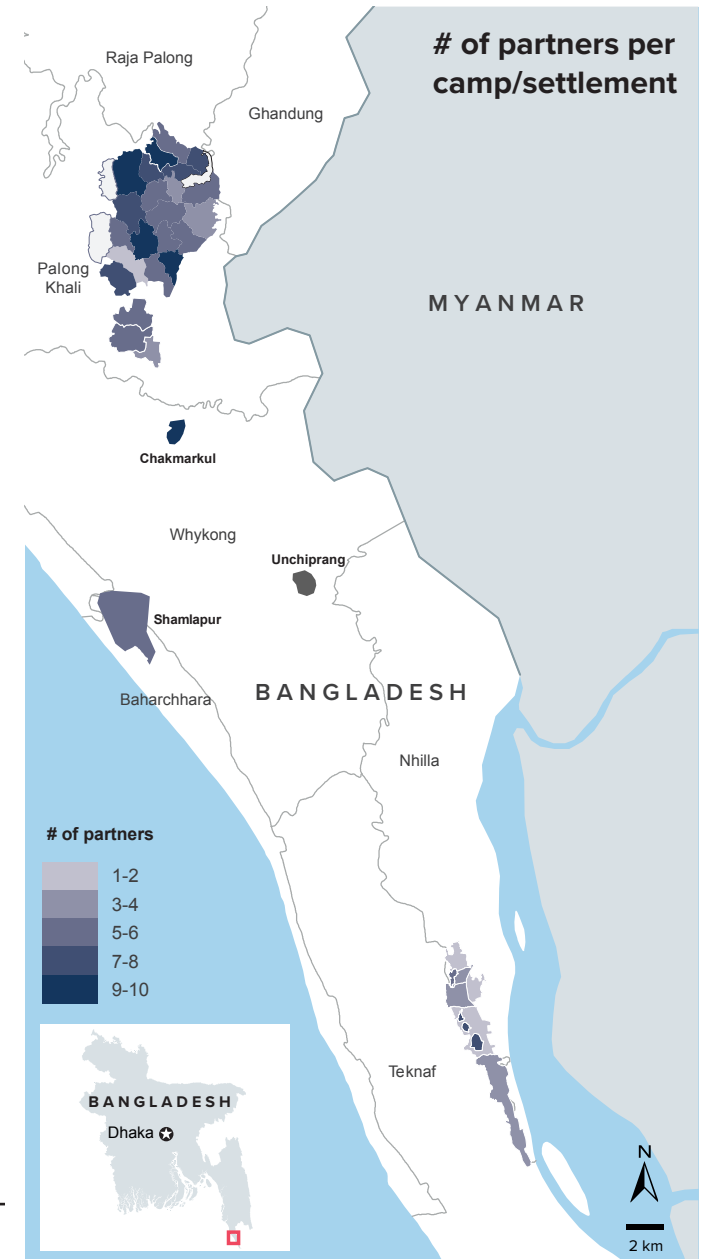 # of partners per
camp/settlement
Raja Palong
Ghandung
Palong
Khali
MYANMAR
Chakmarkul
Whykong
Unchiprang
Shamlapur
BANGLADESH
Baharchhara
Nhilla
# of partners
1-2
3-4
5-6
7-8
9-10
Teknaf
BANGLADESH
Dhaka
N
2 km